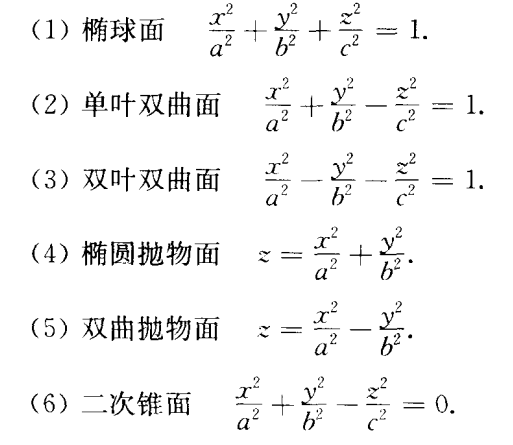 (1) 椭球面 $\frac{x^2}{a^2}+\frac{y^2}{b^2}+\frac{z^2}{c^2}=1.$
(2) 单叶双曲面 $\frac{x^2}{a^2}+\frac{y^2}{b^2}-\frac{z^2}{c^2}=1.$
(3) 双叶双曲面 $\frac{x^2}{a^2}-\frac{y^2}{b^2}-\frac{z^2}{c^2}=1.$
(4) 椭圆抛物面 $z=\frac{x^2}{a^2}+\frac{y^2}{b^2}.$
(5) 双曲抛物面 $z=\frac{x^2}{a^2}-\frac{y^2}{b^2}.$
(6) 二次锥面 $\frac{x^2}{a^2}+\frac{y^2}{b^2}-\frac{z^2}{c^2}=0.$